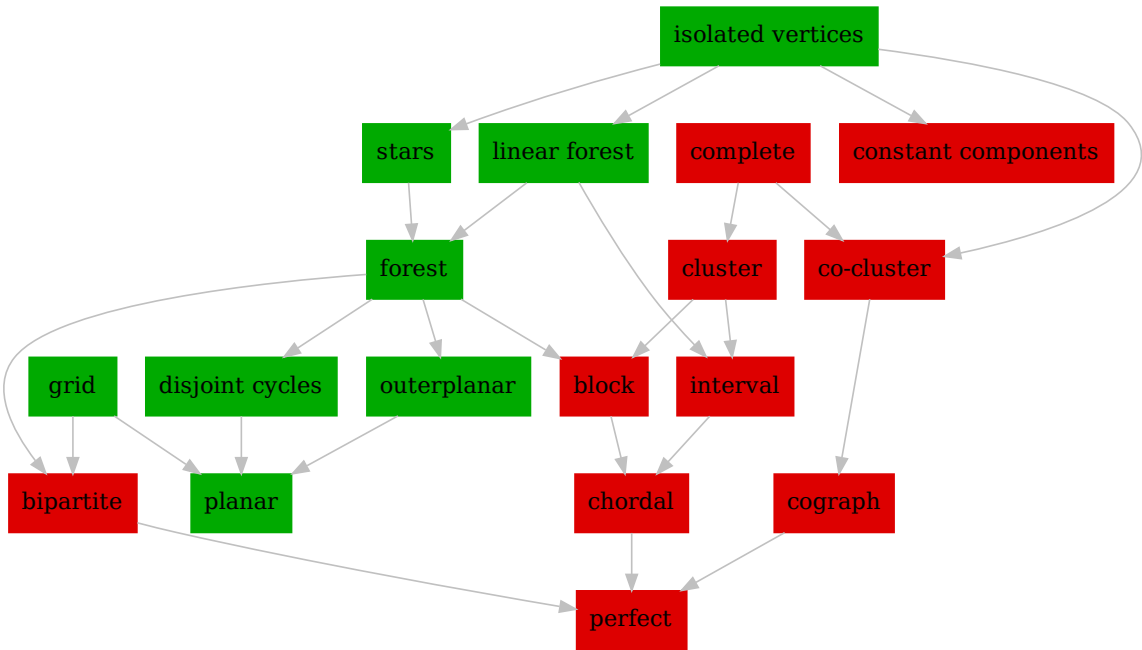 isolated vertices
stars
linear forest
complete
constant components
forest
cluster
co-cluster
grid
disjoint cycles
outerplanar
block
interval
bipartite
planar
chordal
cograph
perfect